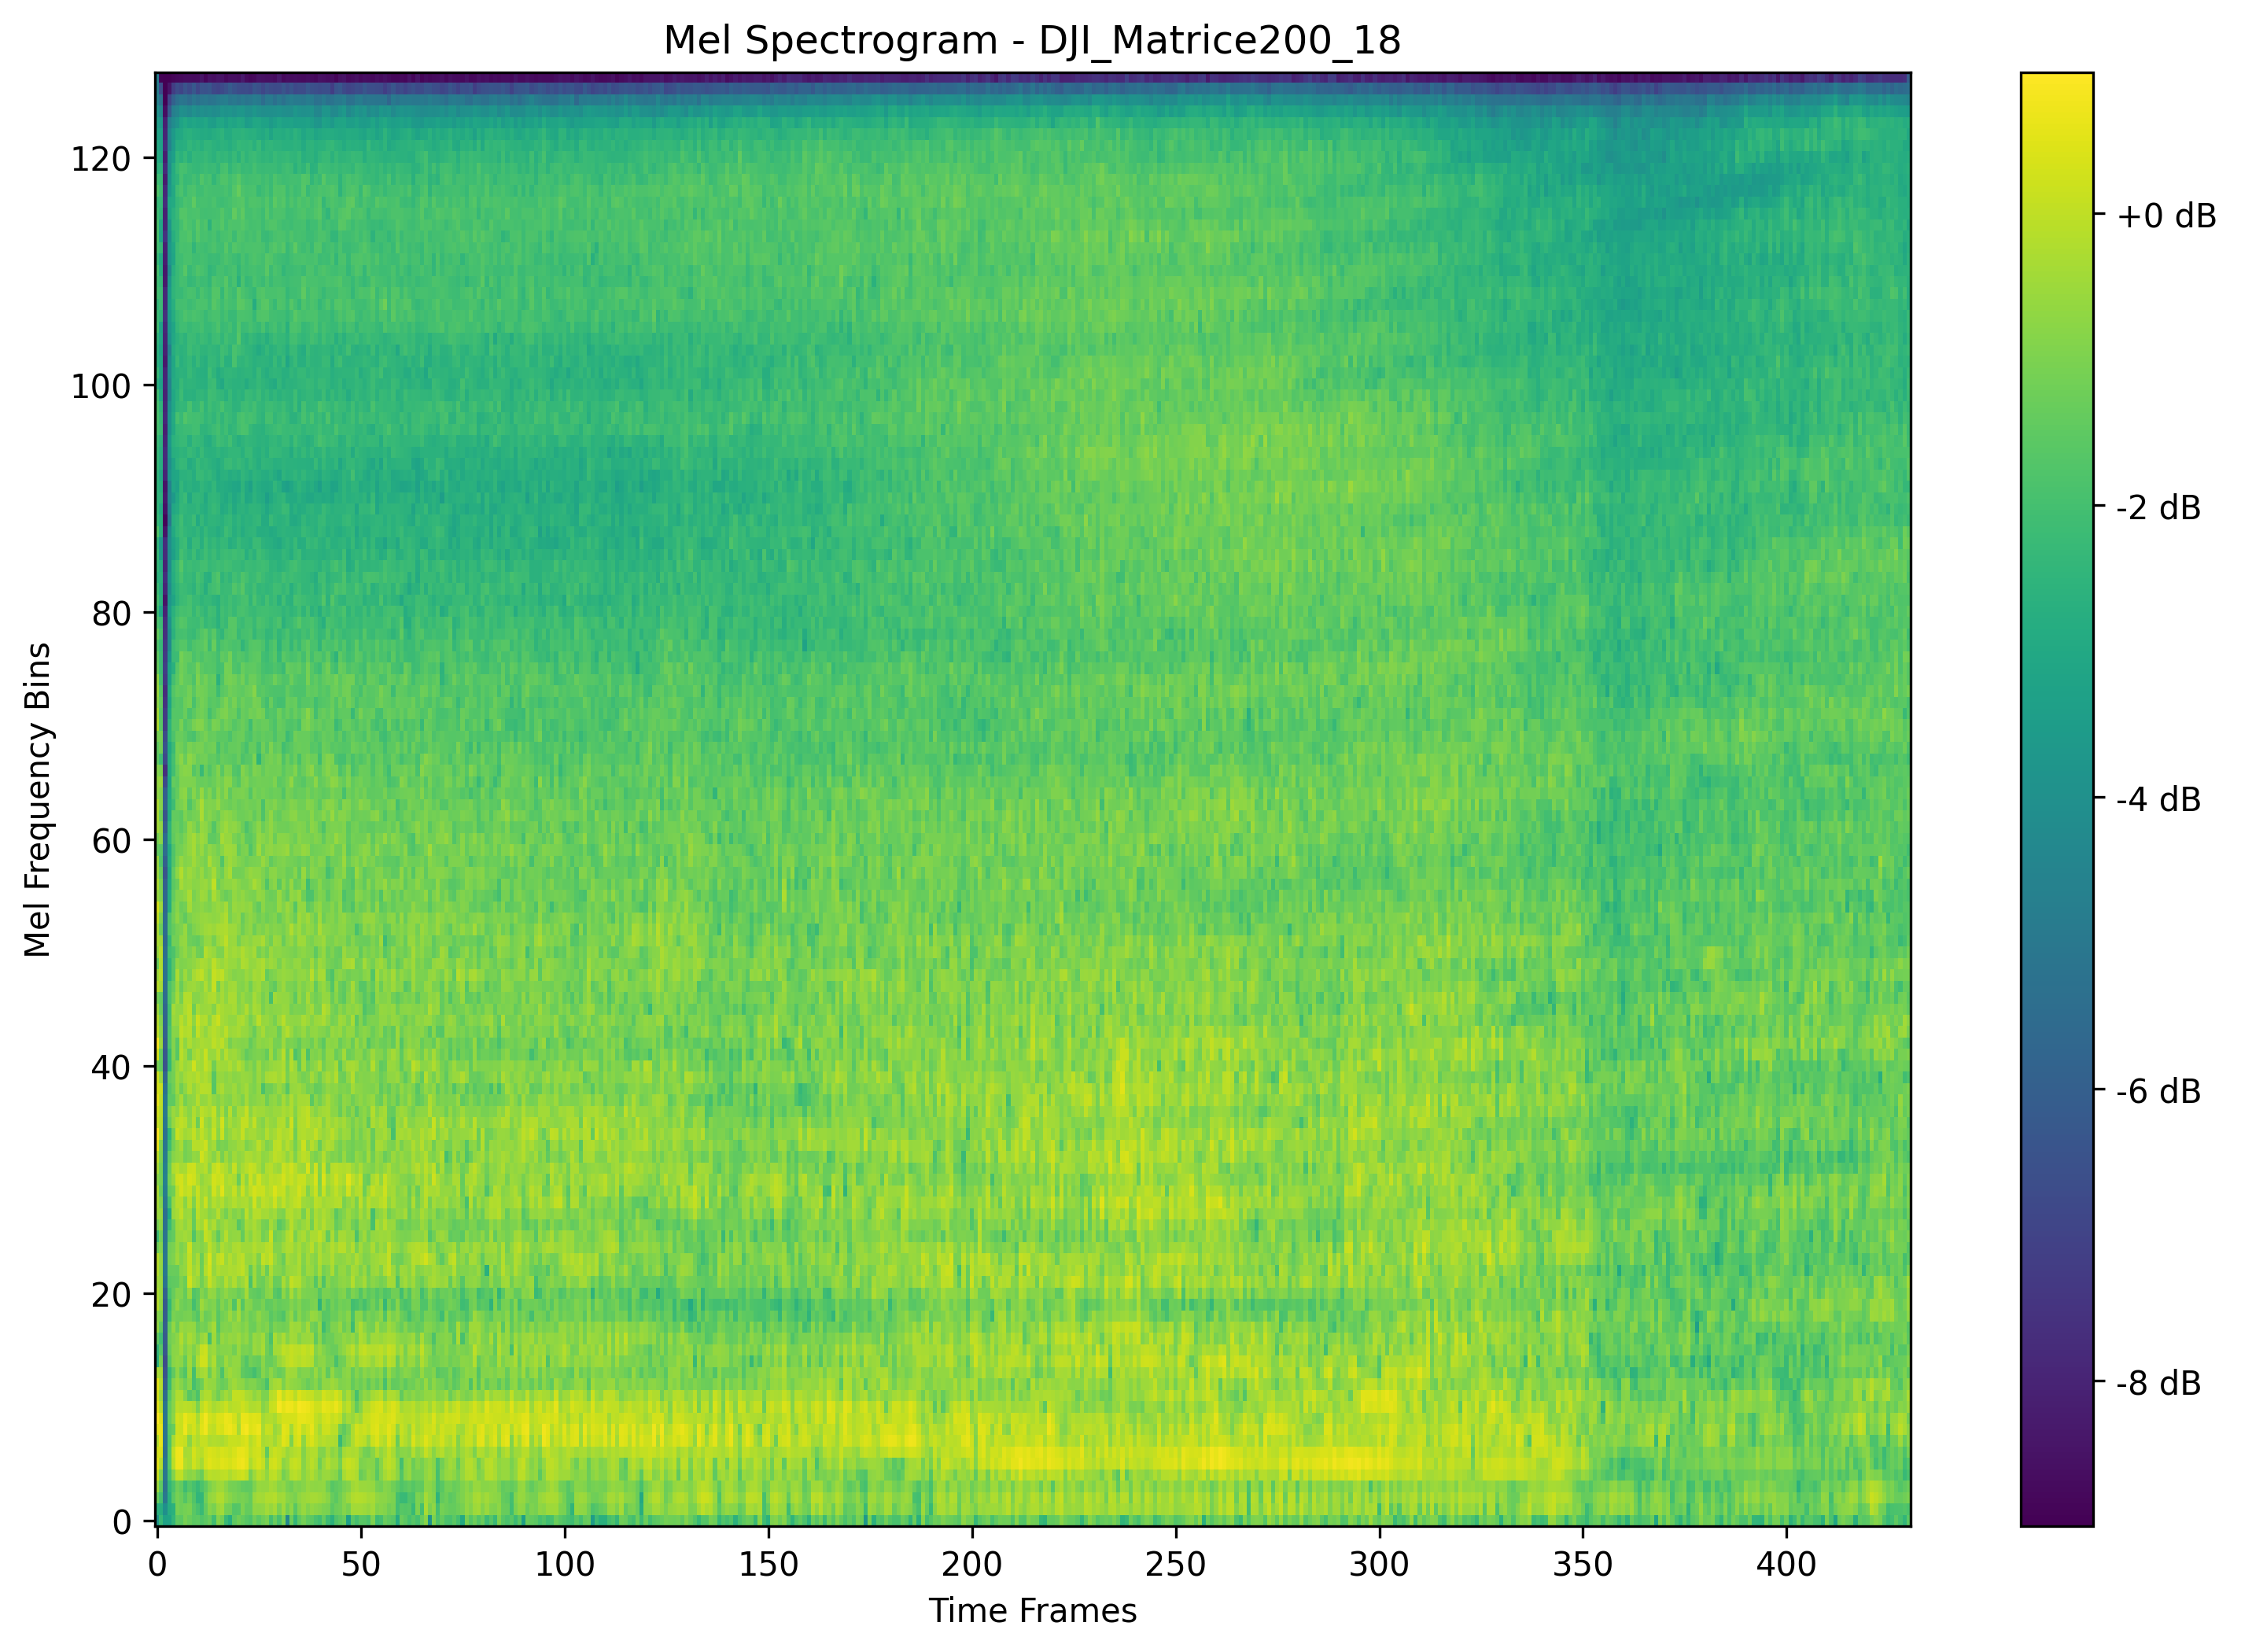 Mel Spectrogram - DJI_Matrice200_18
Mel Frequency Bins
120
100
80
60
40
20
0
0 50 100 150 200 250 300 350 400
Time Frames
+0 dB
-2 dB
-4 dB
-6 dB
-8 dB